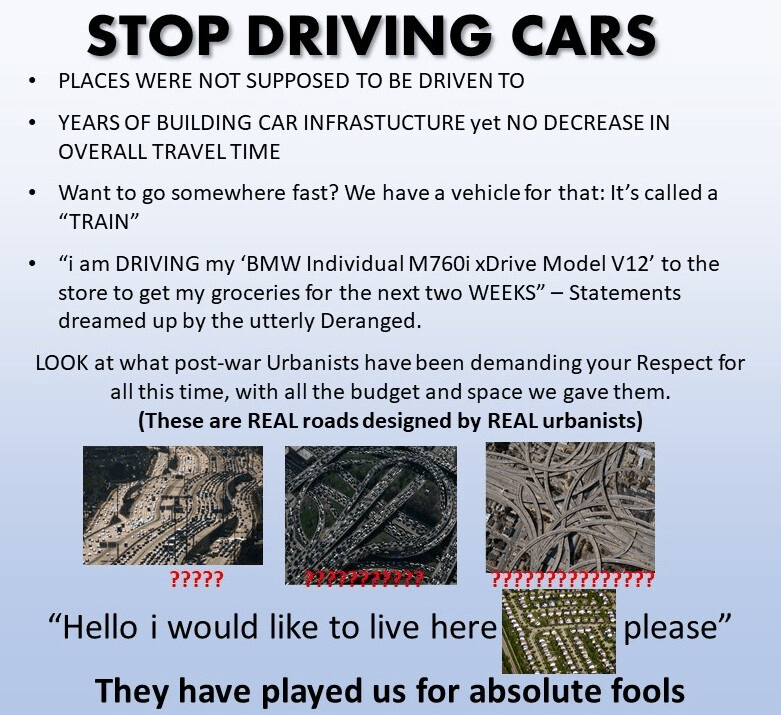 STOP DRIVING CARS
• PLACES WERE NOT SUPPOSED TO BE DRIVEN TO
• YEARS OF BUILDING CAR INFRASTUCTURE yet NO DECREASE IN
OVERALL TRAVEL TIME
• Want to go somewhere fast? We have a vehicle for that: It’s called a
“TRAIN”
• “i am DRIVING my ‘BMW Individual M760i xDrive Model V12’ to the
store to get my groceries for the next two WEEKS” – Statements
dreamed up by the utterly Deranged.
LOOK at what post-war Urbanists have been demanding your Respect for
all this time, with all the budget and space we gave them.
(These are REAL roads designed by REAL urbanists)
????? ??????????? ???????????????
“Hello i would like to live here please”
They have played us for absolute fools